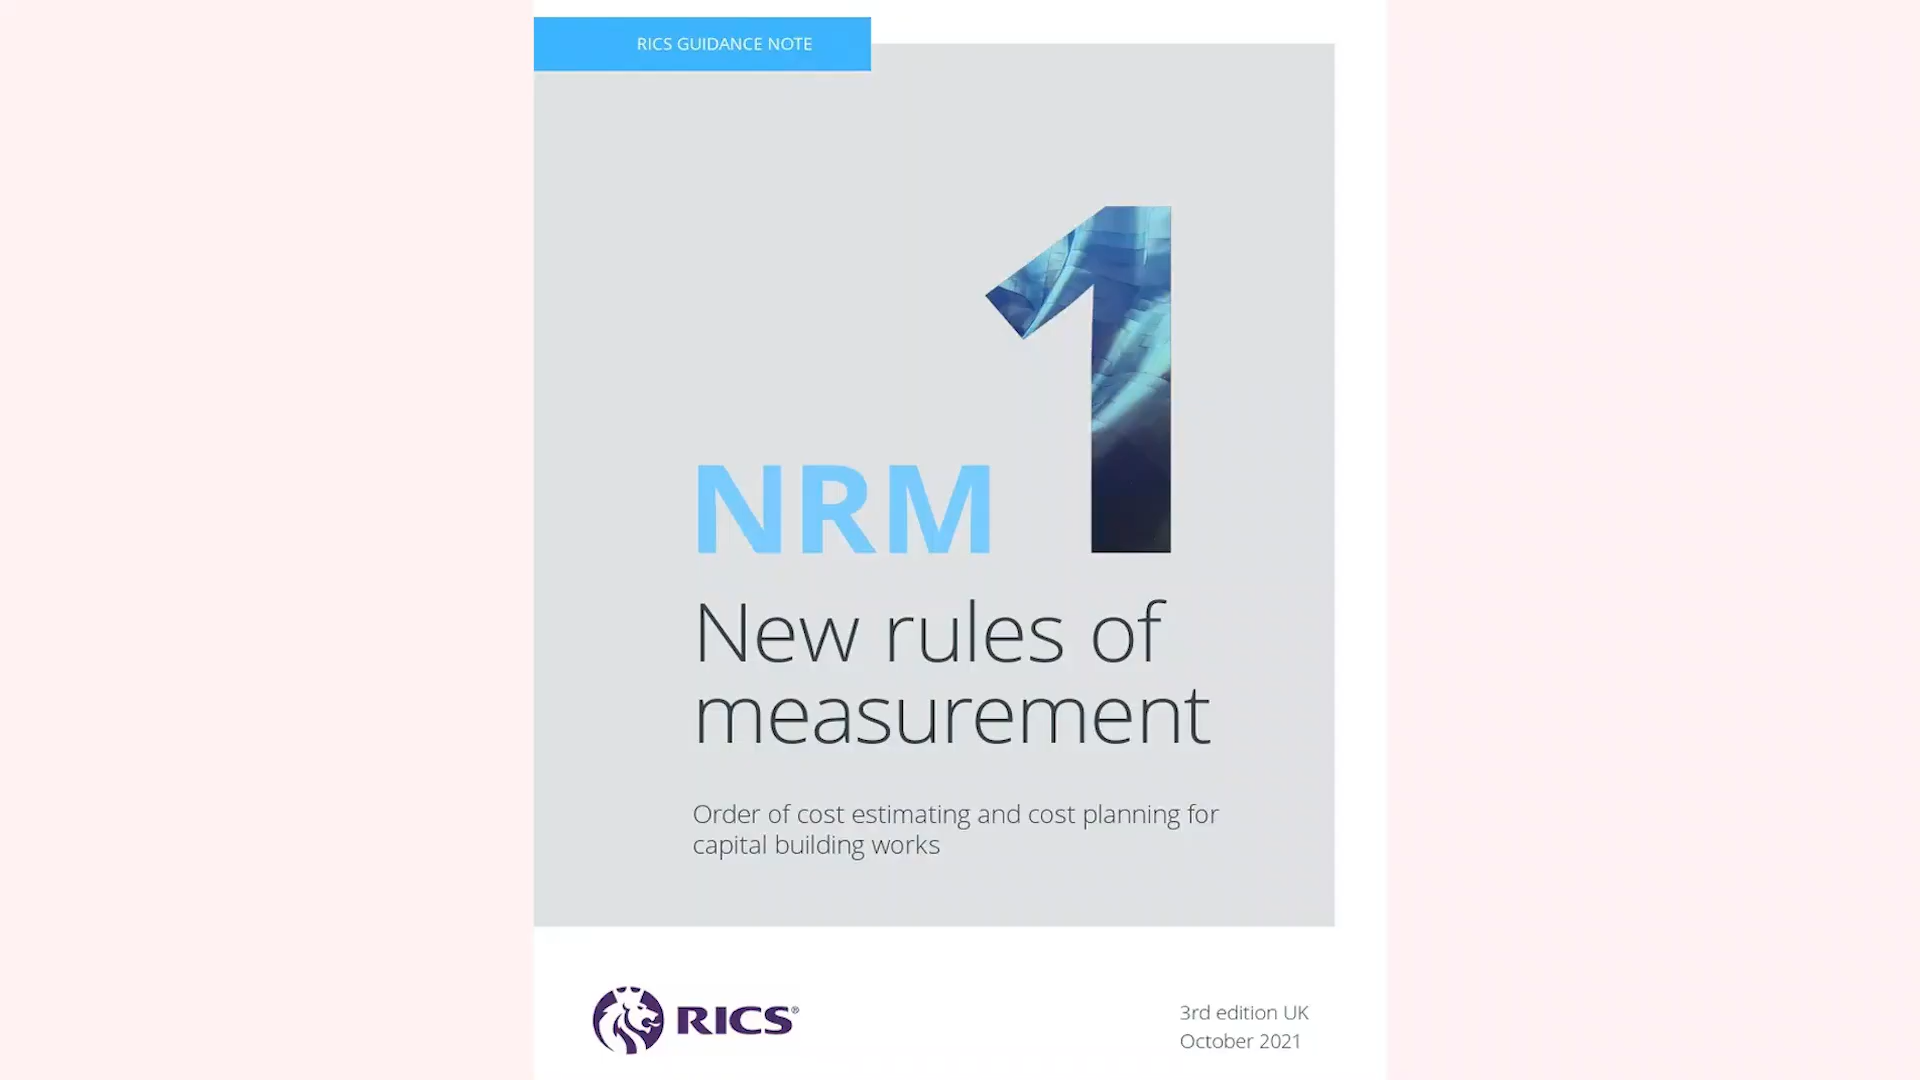 RICS GUIDANCE NOTE
1
NRM
New rules of
measurement
Order of cost estimating and cost planning for
capital building works
RICS®
3rd edition UK
October 2021